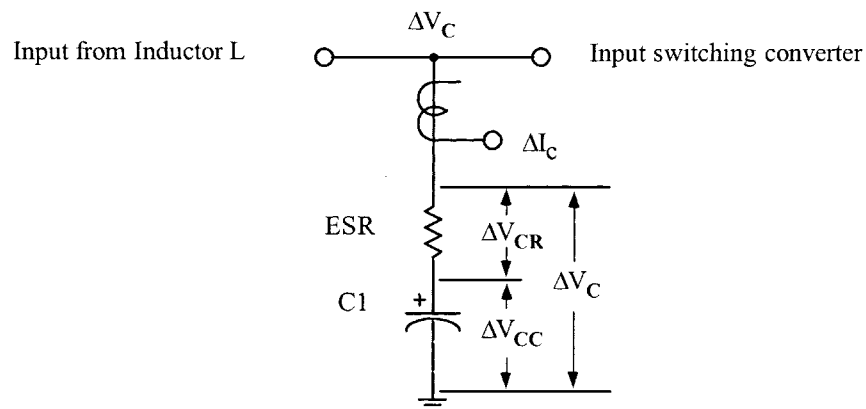 ΔV_C
Input from Inductor L
Input switching converter
ΔI_c
ESR
ΔV_CR
ΔV_C
C1
+
ΔV_CC